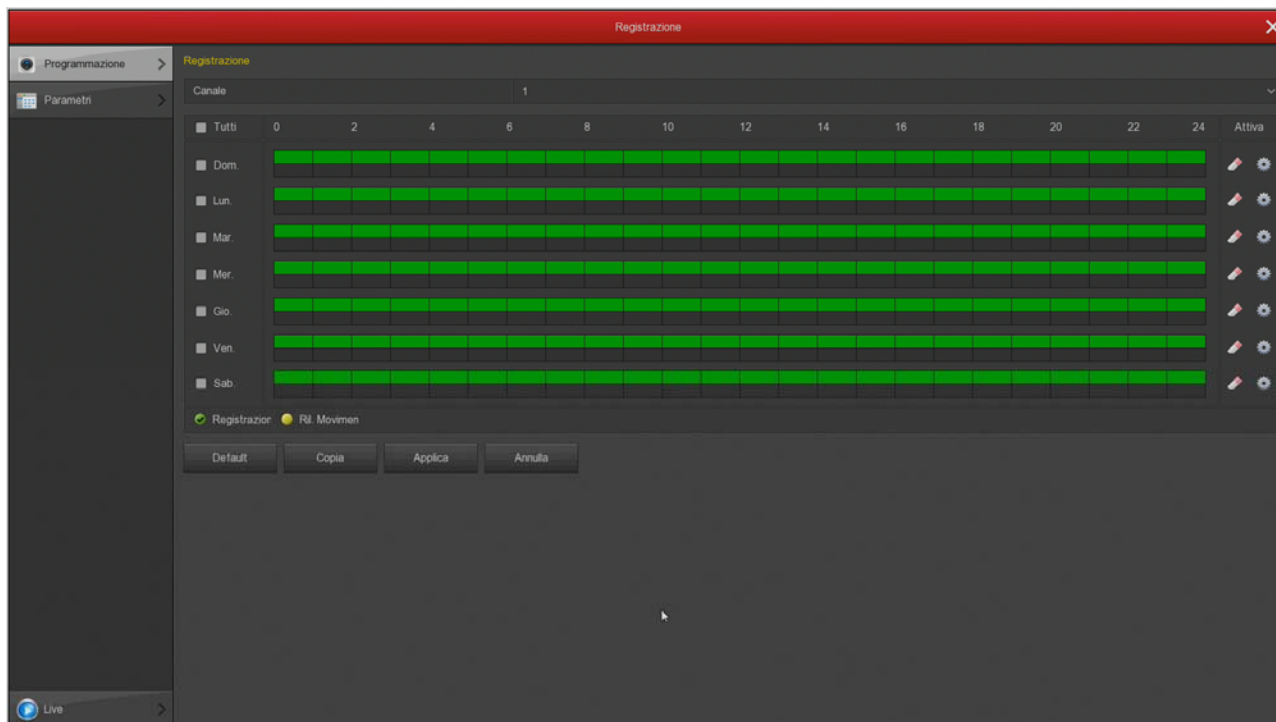 Registrazione
Programmazione
Parametri
Registrazione
Canale 1
Tutti 0 2 4 6 8 10 12 14 16 18 20 22 24 Attiva
Dom.
Lun.
Mar.
Mer.
Gio.
Ven.
Sab.
Registrazior Ril. Movimen
Default Copia Applica Annulla
Live